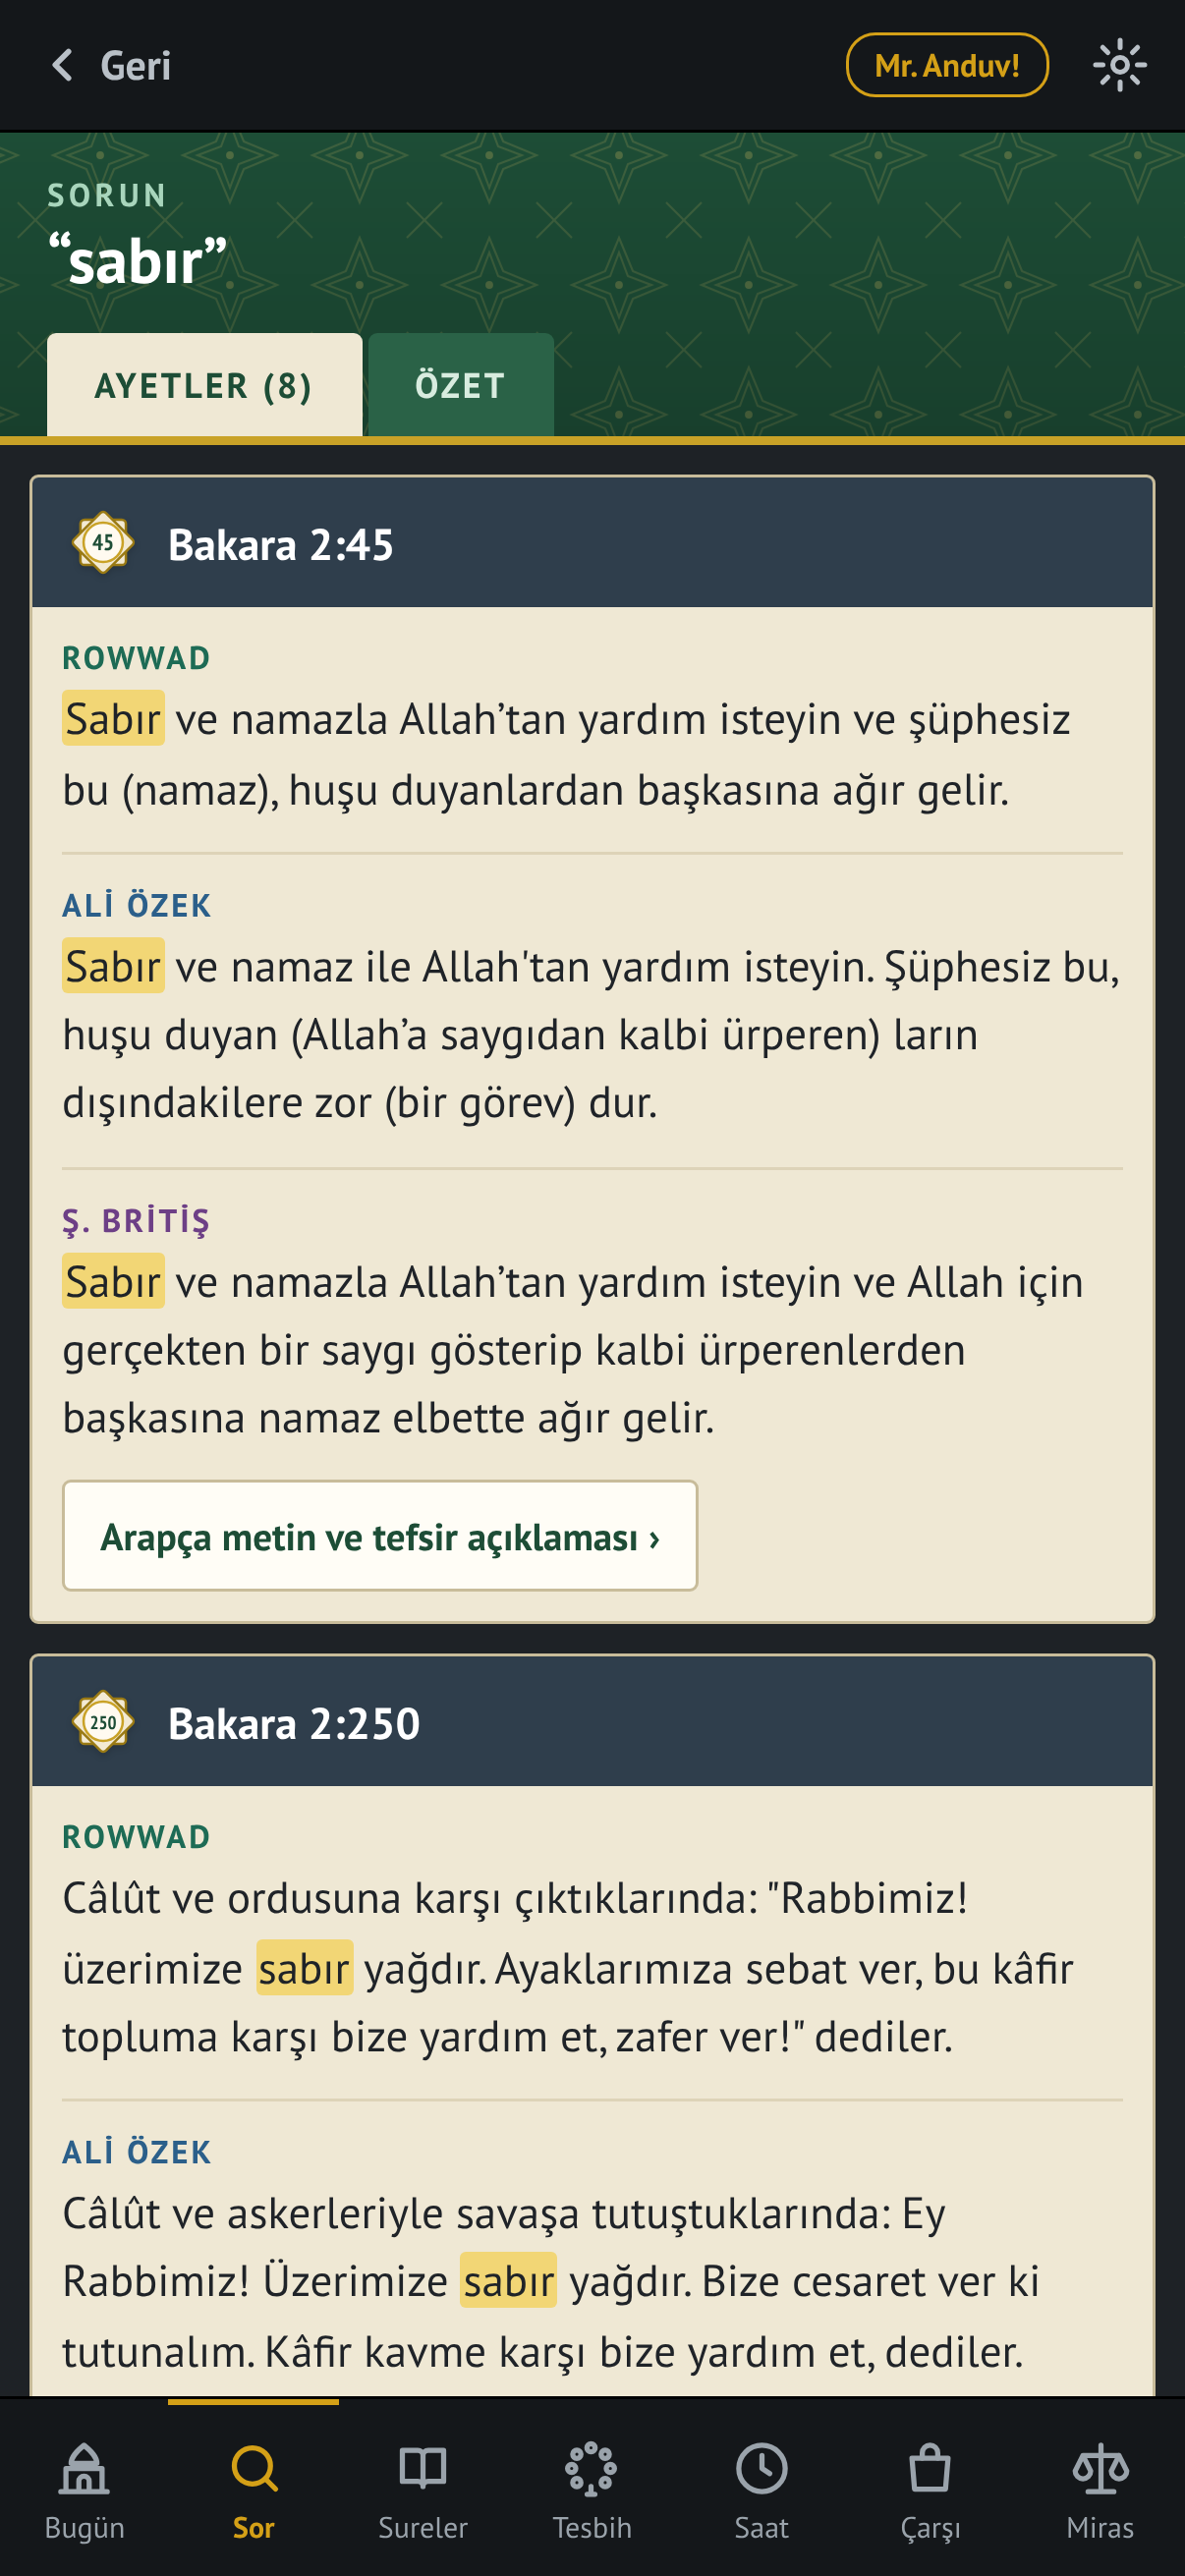 Geri
Mr. Anduv!
SORUN
“sabır”
AYETLER (8)
ÖZET
45
Bakara 2:45
ROWWAD
Sabır ve namazla Allah’tan yardım isteyin ve şüphesiz
bu (namaz), huşu duyanlardan başkasına ağır gelir.
ALİ ÖZEK
Sabır ve namaz ile Allah'tan yardım isteyin. Şüphesiz bu,
huşu duyan (Allah’a saygıdan kalbi ürperen) ların
dışındakilere zor (bir görev) dur.
Ş. BRİTİŞ
Sabır ve namazla Allah’tan yardım isteyin ve Allah için
gerçekten bir saygı gösterip kalbi ürperenlerden
başkasına namaz elbette ağır gelir.
Arapça metin ve tefsir açıklaması ›
250
Bakara 2:250
ROWWAD
Câlût ve ordusuna karşı çıktıklarında: "Rabbimiz!
üzerimize sabır yağdır. Ayaklarımıza sebat ver, bu kâfir
topluma karşı bize yardım et, zafer ver!" dediler.
ALİ ÖZEK
Câlût ve askerleriyle savaşa tutuştuklarında: Ey
Rabbimiz! Üzerimize sabır yağdır. Bize cesaret ver ki
tutunalım. Kâfir kavme karşı bize yardım et, dediler.
Bugün
Sor
Sureler
Tesbih
Saat
Çarşı
Miras